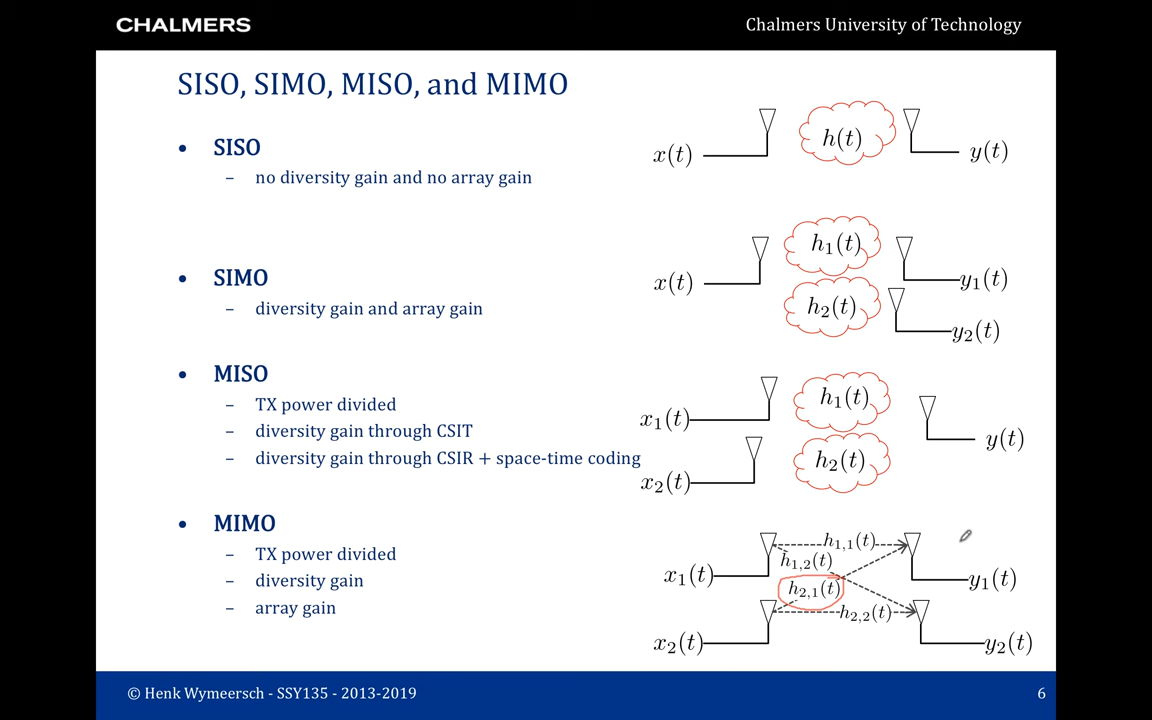 CHALMERS
Chalmers University of Technology
SISO, SIMO, MISO, and MIMO
• SISO
– no diversity gain and no array gain
x(t) h(t) y(t)
• SIMO
– diversity gain and array gain
x(t) h₁(t) y₁(t)
h₂(t) y₂(t)
• MISO
– TX power divided
– diversity gain through CSIT
– diversity gain through CSIR + space-time coding
x₁(t) h₁(t) y(t)
x₂(t) h₂(t)
• MIMO
– TX power divided
– diversity gain
– array gain
h₁,₁(t)
h₁,₂(t)
x₁(t) y₁(t)
h₂,₁(t)
h₂,₂(t)
x₂(t) y₂(t)
© Henk Wymeersch - SSY135 - 2013-2019
6